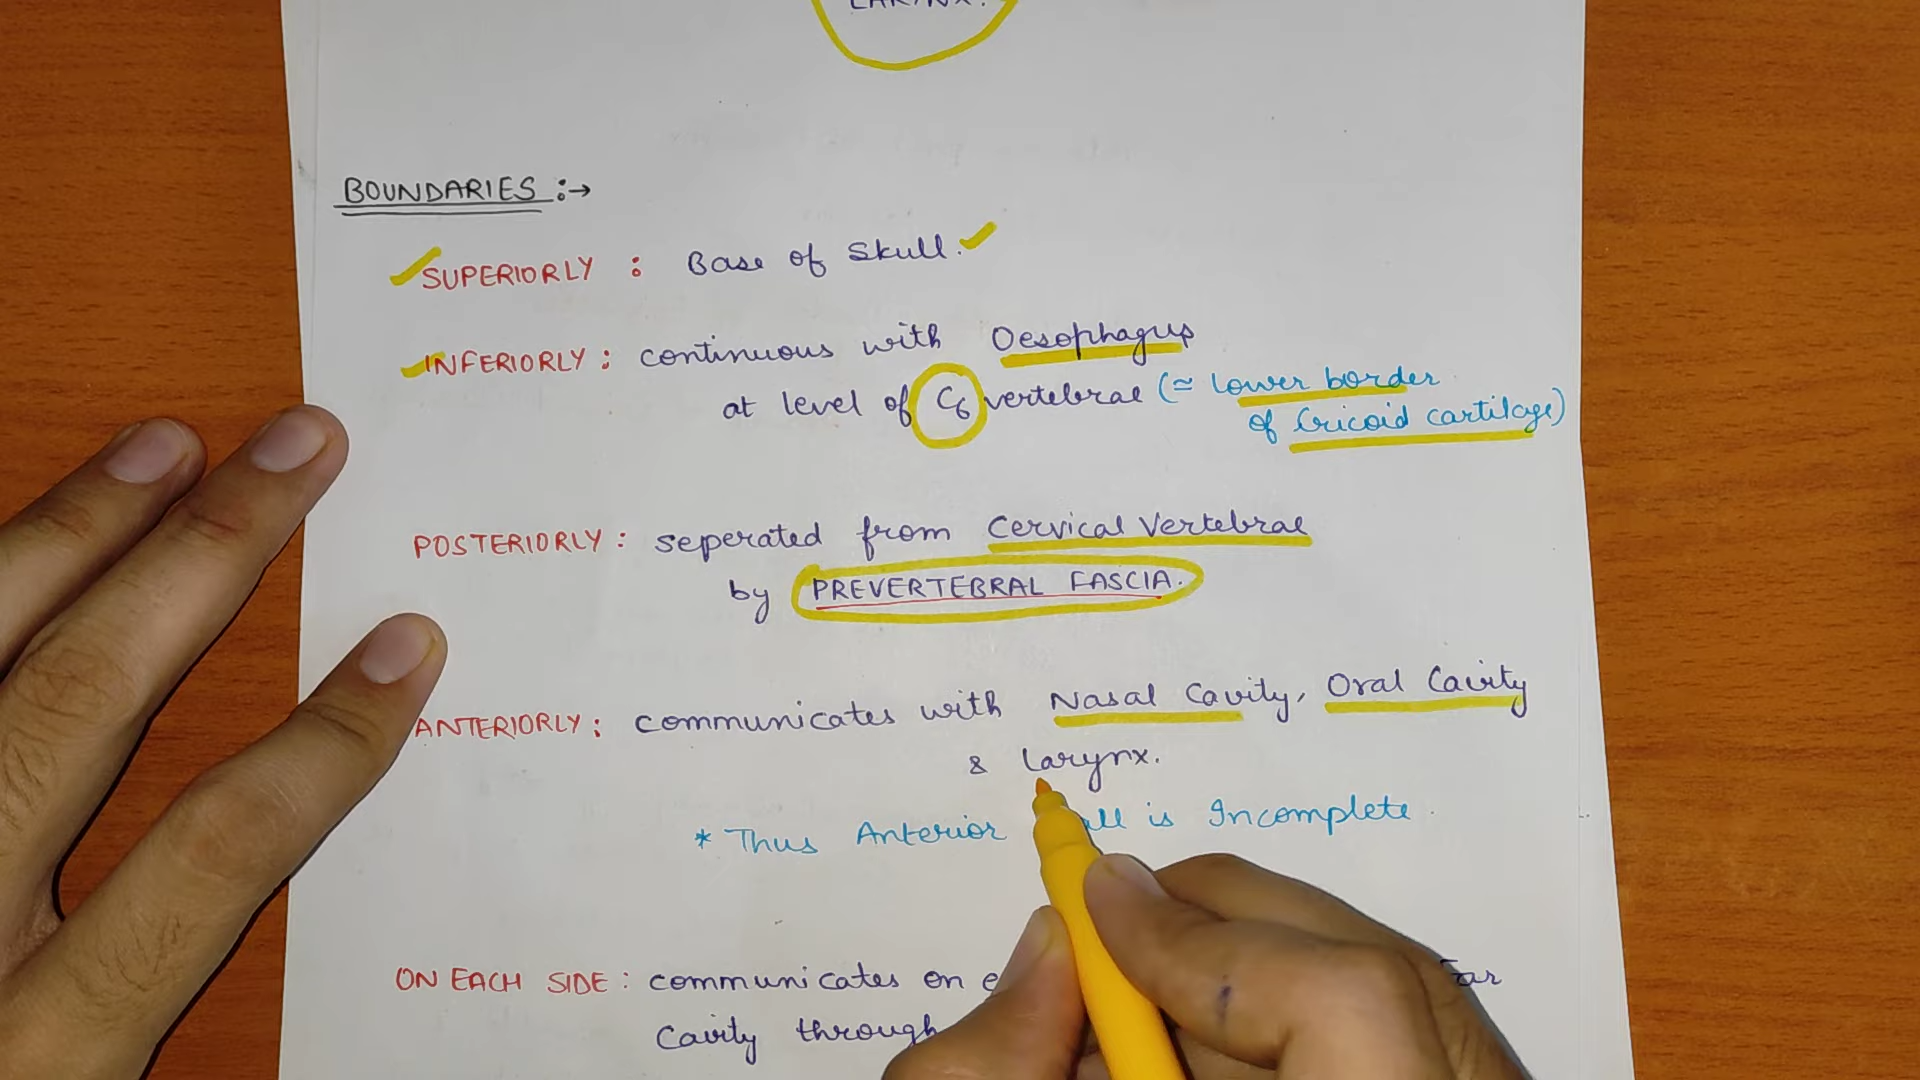 BOUNDARIES :→
SUPERIORLY : Base of Skull.
INFERIORLY : continuous with Oesophagus
at level of C6 vertebrae (≃ lower border
of Cricoid cartilage)
POSTERIORLY : seperated from Cervical Vertebrae
by PREVERTEBRAL FASCIA.
ANTERIORLY : communicates with Nasal Cavity, Oral Cavity
& Larynx.
* Thus Anterior is Incomplete.
ON EACH SIDE : communicates on
Cavity through